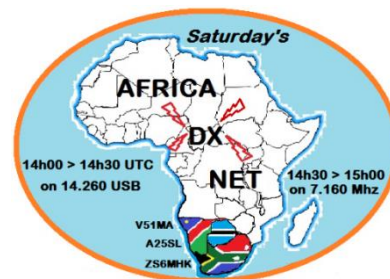 Saturday's
AFRICA
DX
NET
14h00 > 14h30 UTC
on 14.260 USB
14h30 > 15h00
on 7.160 Mhz
V51MA
A25SL
ZS6MHK